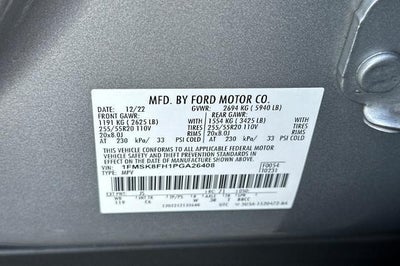 MFD. BY FORD MOTOR CO.
DATE: 12/22 GVWR: 2694 KG ( 5940 LB)
FRONT GAWR: REAR GAWR:
1191 KG ( 2625 LB) 1554 KG ( 3425 LB)
255/55R20 110V TIRES 255/55R20 110V
20x8.0J RIMS 20x8.0J
AT 230 kPa/ 33 PSI COLD AT 230 kPa/ 33 PSI COLD
THIS VEHICLE CONFORMS TO ALL APPLICABLE FEDERAL MOTOR
VEHICLE SAFETY AND THEFT PREVENTION STANDARDS IN EFFECT
ON THE DATE OF MANUFACTURE SHOWN ABOVE.
VIN: 1FMSK8FH1PGA26408 F0054
TYPE: MPV T0231